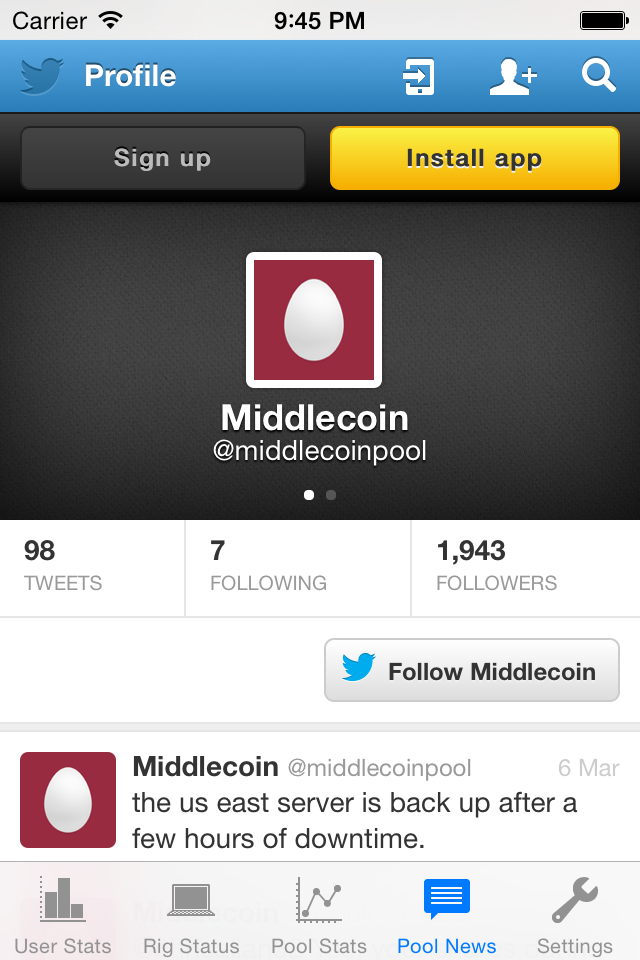 Carrier 9:45 PM
Profile
Sign up Install app
Middlecoin
@middlecoinpool
98 7 1,943
TWEETS FOLLOWING FOLLOWERS
Follow Middlecoin
Middlecoin @middlecoinpool 6 Mar
the us east server is back up after a
few hours of downtime.
User Stats Rig Status Pool Stats Pool News Settings